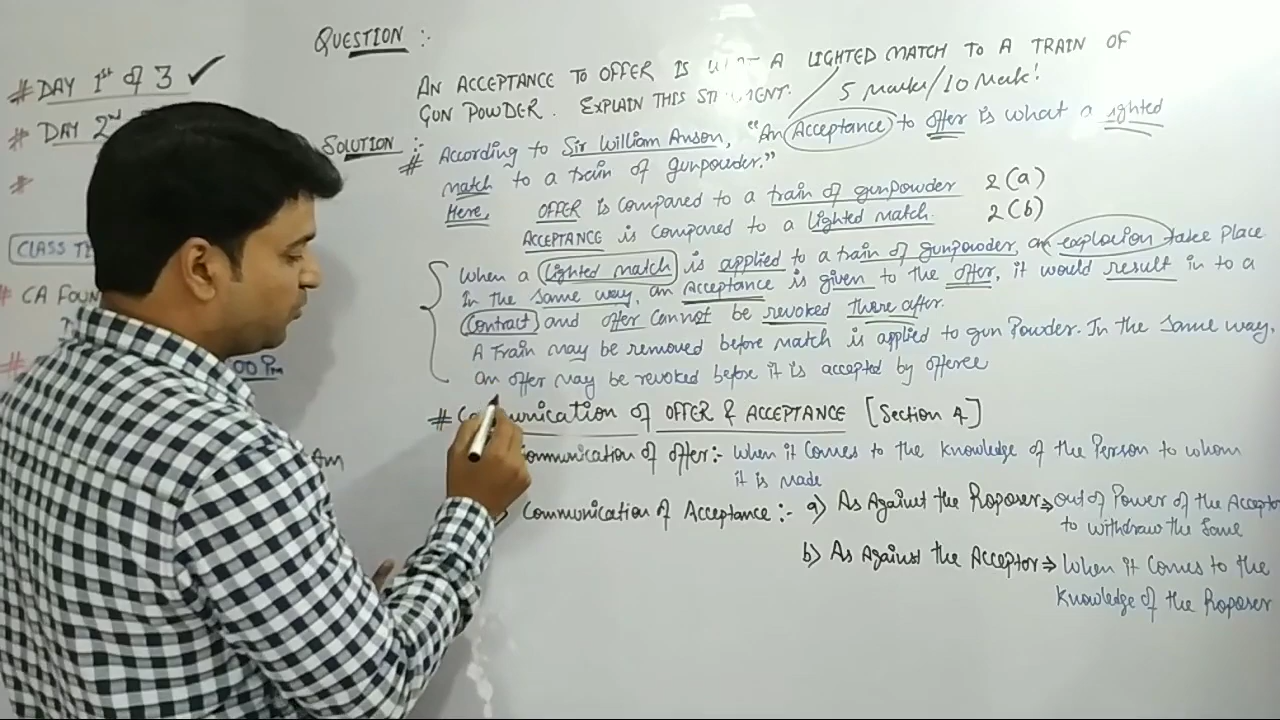 QUESTION :-
AN ACCEPTANCE TO OFFER IS A LIGHTED MATCH TO A TRAIN OF
GUN POWDER. EXPLAIN THIS 5 Marks/10 Mark!
SOLUTION :-
# According to Sir William Anson, "An Acceptance to offer is what a lighted
match to a train of gunpowder."
Here, OFFER is compared to a train of gunpowder 2(a)
ACCEPTANCE is compared to a lighted match. 2(b)
When a lighted match is applied to a train of gunpowder, an explosion take place.
In the same way, an Acceptance is given to the offer, it would result in to a
Contract and offer cannot be revoked there after.
A Train may be removed before match is applied to gun Powder. In the same way,
an offer may be revoked before it is accepted by offeree
# of OFFER & ACCEPTANCE [Section 4]
Communication of offer:- When it comes to the knowledge of the Person to whom
it is made
Communication of Acceptance:- a) As Against the Proposer ⇒ out of Power of the Acceptor
to withdraw the Same
b) As Against the Acceptor ⇒ When it Comes to the
knowledge of the Proposer
# DAY 1st of 3 ✓
# DAY 2nd
#
CLASS
# CA FOUN
#
Pm
Am